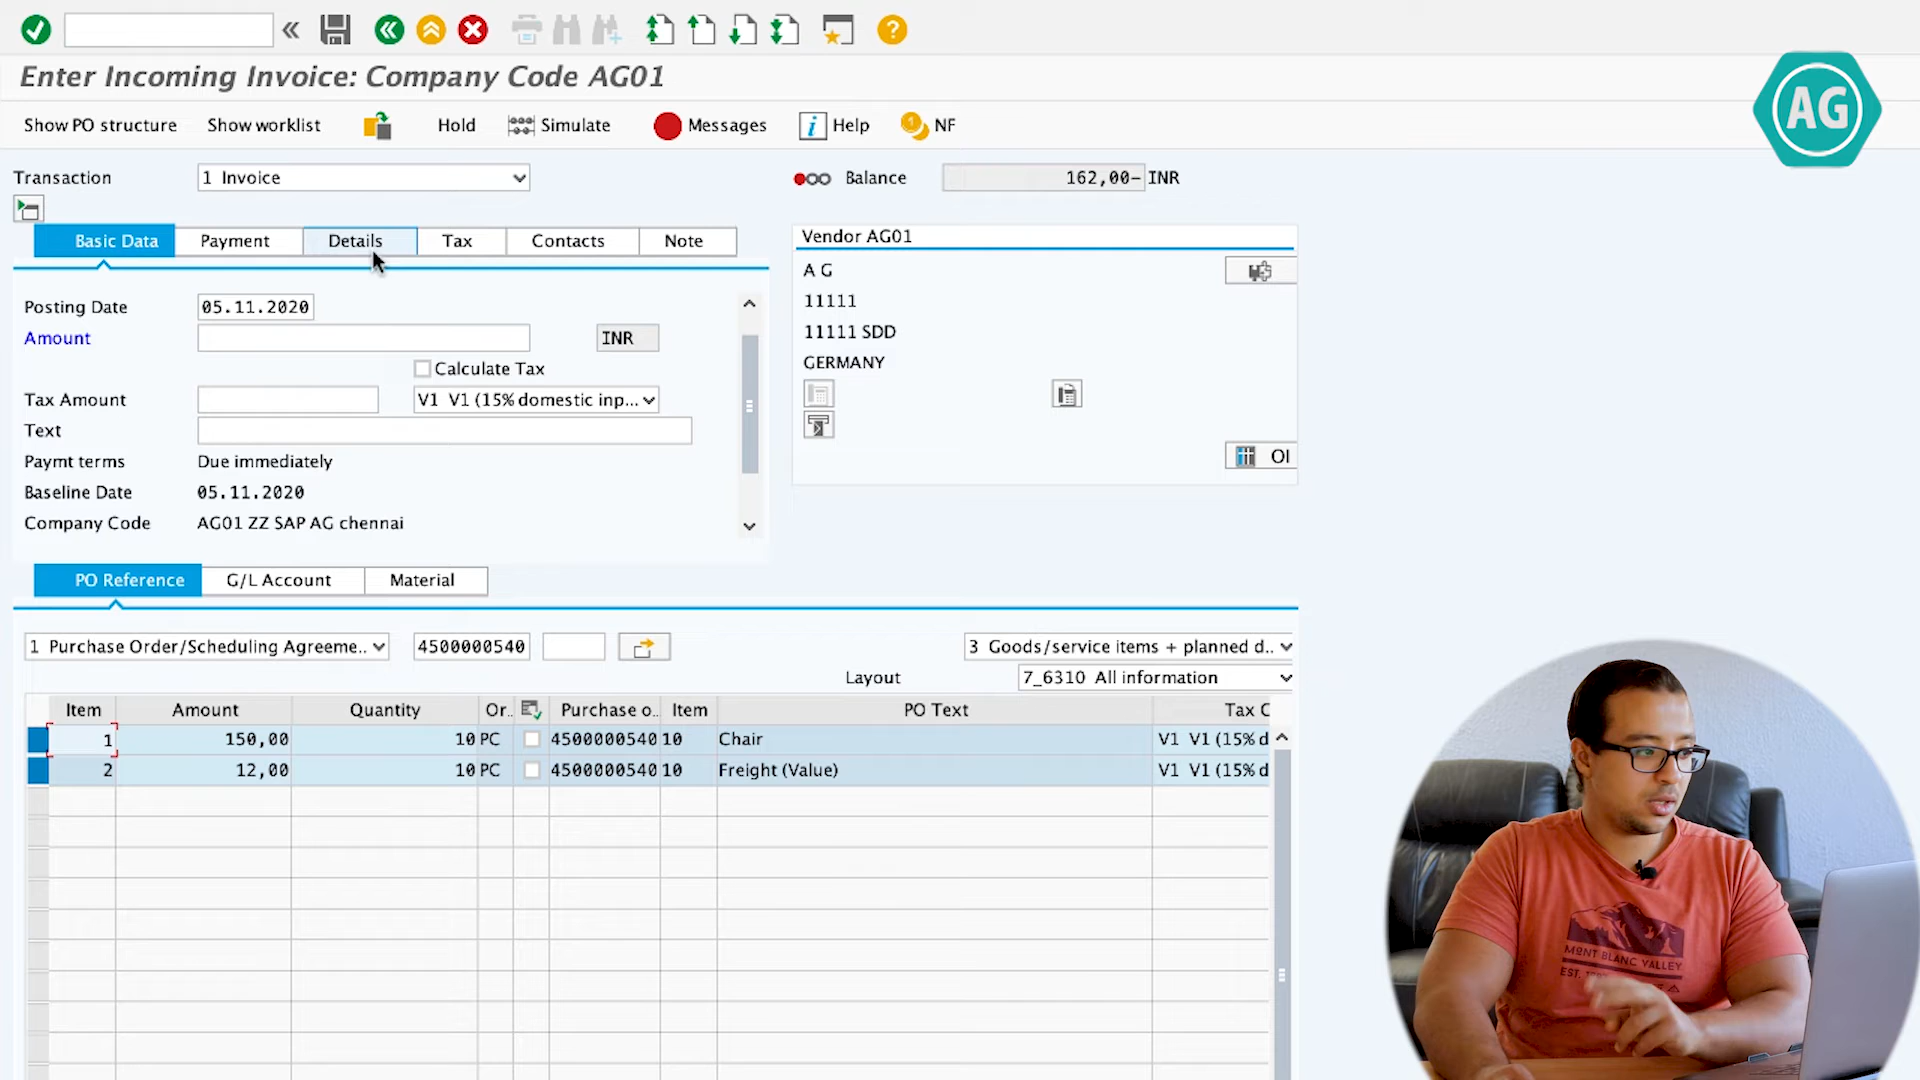 Enter Incoming Invoice: Company Code AG01
Show PO structure Show worklist Hold Simulate Messages Help NF
AG
Transaction 1 Invoice Balance 162,00- INR
Basic Data Payment Details Tax Contacts Note
Vendor AG01
A G
11111
11111 SDD
GERMANY
OI
Posting Date 05.11.2020
Amount INR
Calculate Tax
Tax Amount V1 V1 (15% domestic inp...
Text
Paymt terms Due immediately
Baseline Date 05.11.2020
Company Code AG01 ZZ SAP AG chennai
PO Reference G/L Account Material
1 Purchase Order/Scheduling Agreeme.. 4500000540 3 Goods/service items + planned d..
Layout 7_6310 All information
Item Amount Quantity Or.. Purchase o.. Item PO Text Tax C
1 150,00 10 PC 4500000540 10 Chair V1 V1 (15% d
2 12,00 10 PC 4500000540 10 Freight (Value) V1 V1 (15% d
MONT BLANC VALLEY